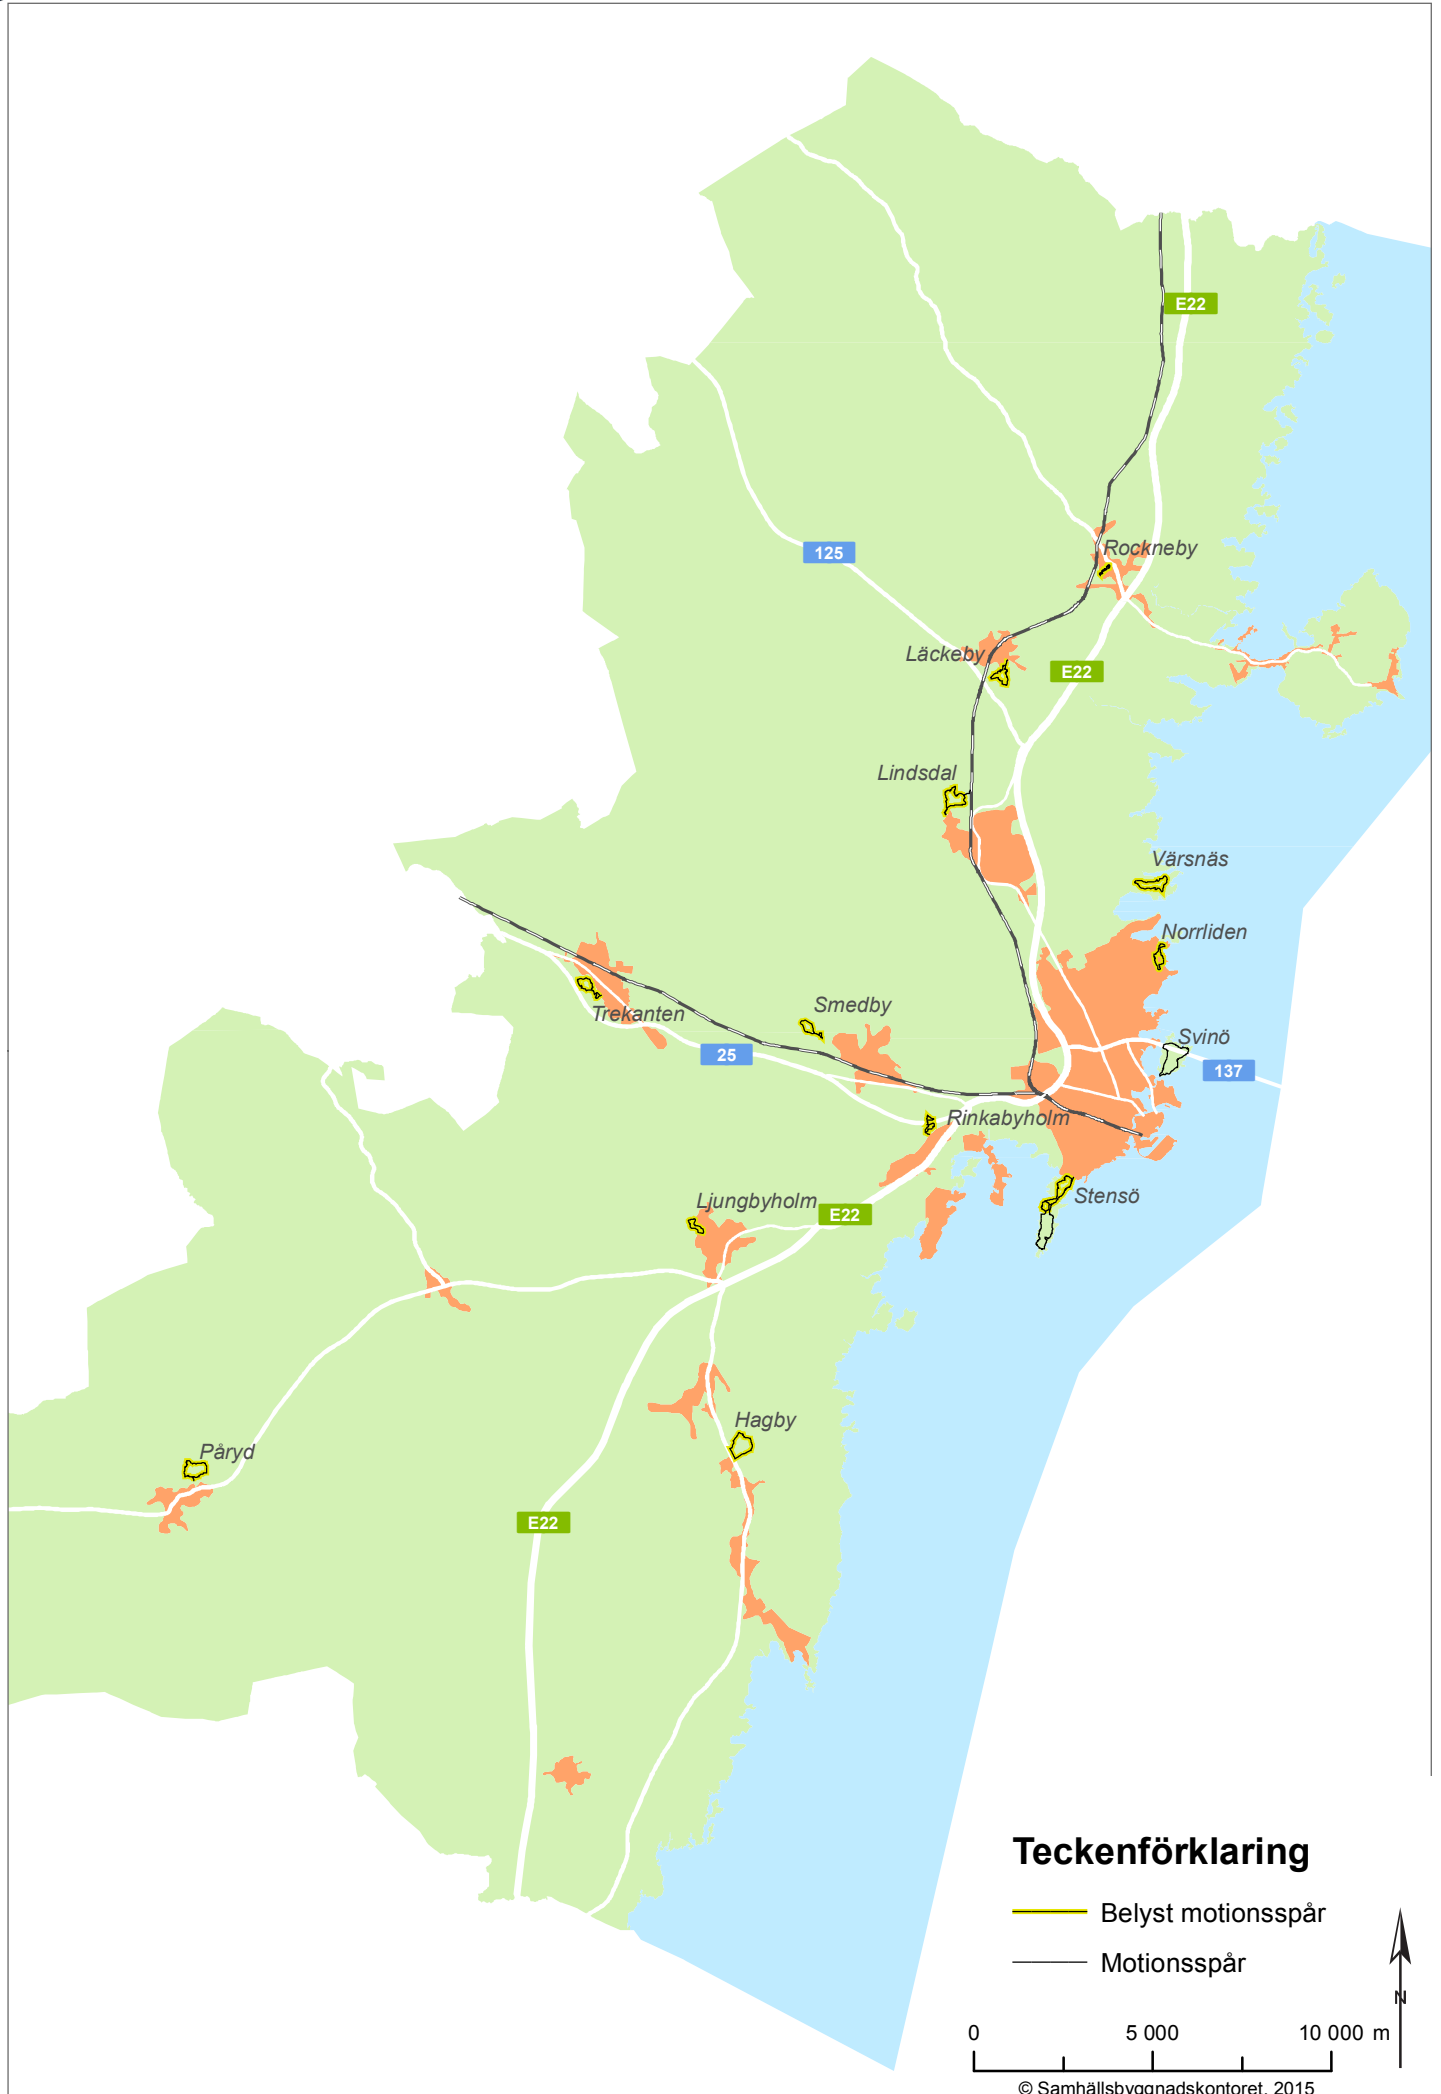 E22
Rockneby
125
Läckeby
E22
Lindsdal
Värsnäs
Norrliden
Smedby
Trekanten
Svinö
25
137
Rinkabyholm
Stensö
Ljungbyholm
E22
Hagby
Påryd
E22
Teckenförklaring
Belyst motionsspår
Motionsspår
N
0 5 000 10 000 m
© Samhällsbyggnadskontoret, 2015